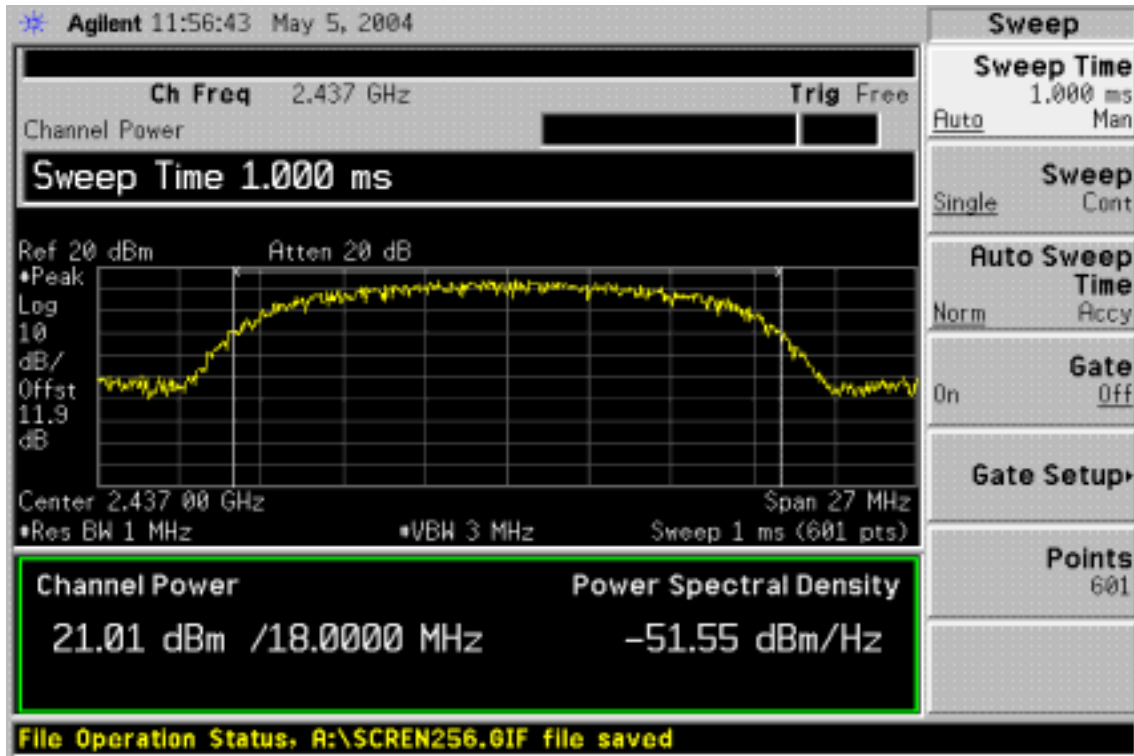 Agilent 11:56:43 May 5, 2004
Sweep
Ch Freq 2.437 GHz
Trig Free
Channel Power
Sweep Time 1.000 ms
Ref 20 dBm
Atten 20 dB
*Peak
Log
10
dB/
Offst
11.9
dB
Center 2.437 00 GHz
Span 27 MHz
*Res BW 1 MHz
*VBW 3 MHz
Sweep 1 ms (601 pts)
Channel Power
Power Spectral Density
21.01 dBm /18.0000 MHz
-51.55 dBm/Hz
Sweep Time
1.000 ms
Auto Man
Sweep
Single Cont
Auto Sweep
Time
Norm Accy
Gate
On Off
Gate Setup
Points
601
File Operation Status, A:\SCREN256.GIF file saved